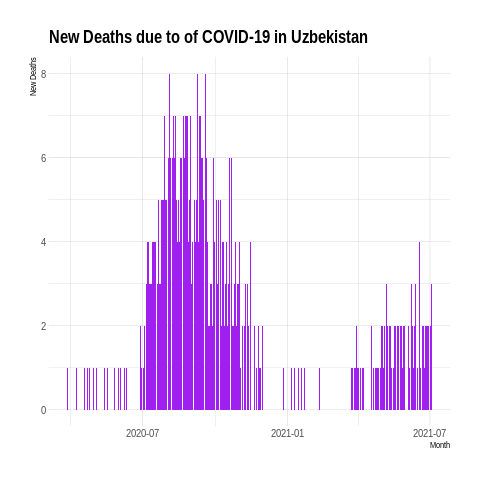 New Deaths due to of COVID-19 in Uzbekistan
New Deaths
8
6
4
2
0
2020-07
2021-01
2021-07
Month